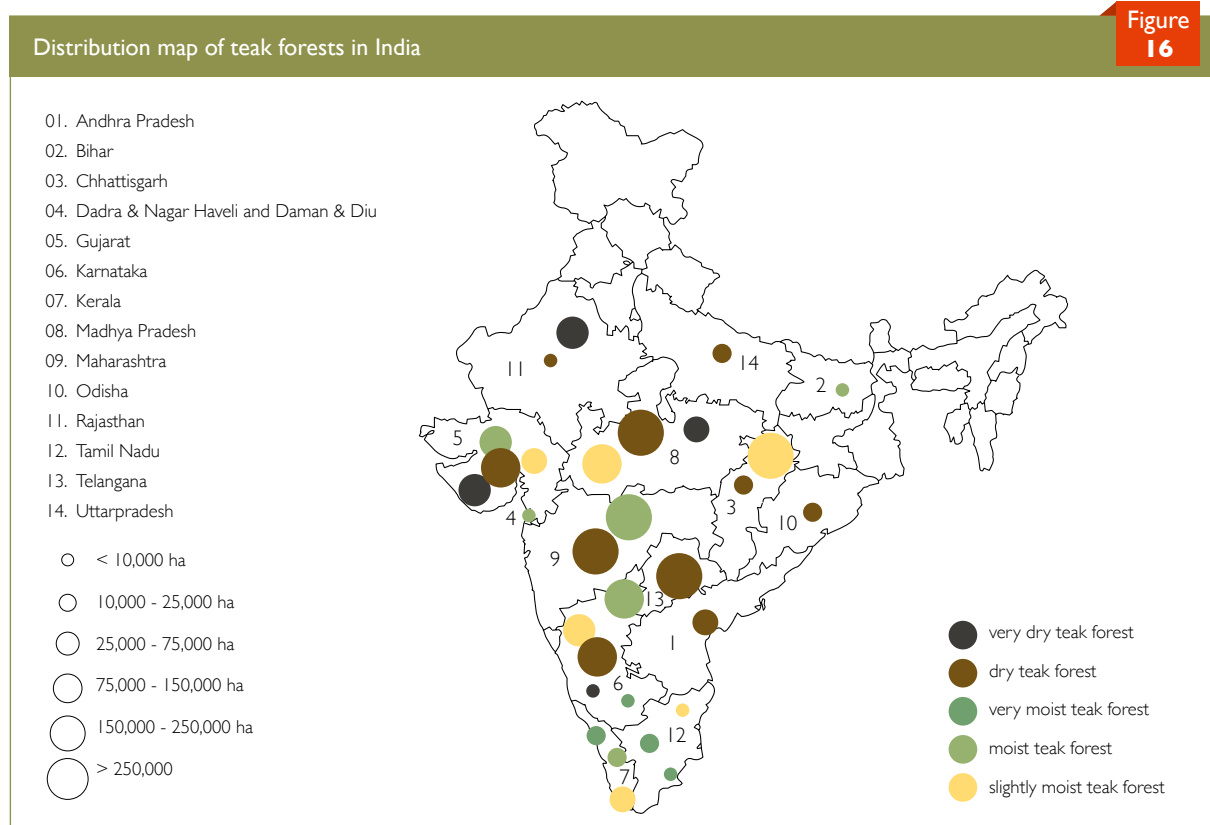 Figure
16
Distribution map of teak forests in India
01. Andhra Pradesh
02. Bihar
03. Chhattisgarh
04. Dadra & Nagar Haveli and Daman & Diu
05. Gujarat
06. Karnataka
07. Kerala
08. Madhya Pradesh
09. Maharashtra
10. Odisha
11. Rajasthan
12. Tamil Nadu
13. Telangana
14. Uttarpradesh
< 10,000 ha
10,000 - 25,000 ha
25,000 - 75,000 ha
75,000 - 150,000 ha
150,000 - 250,000 ha
> 250,000
11
14
2
5
8
4
3
10
9
13
1
6
12
7
very dry teak forest
dry teak forest
very moist teak forest
moist teak forest
slightly moist teak forest